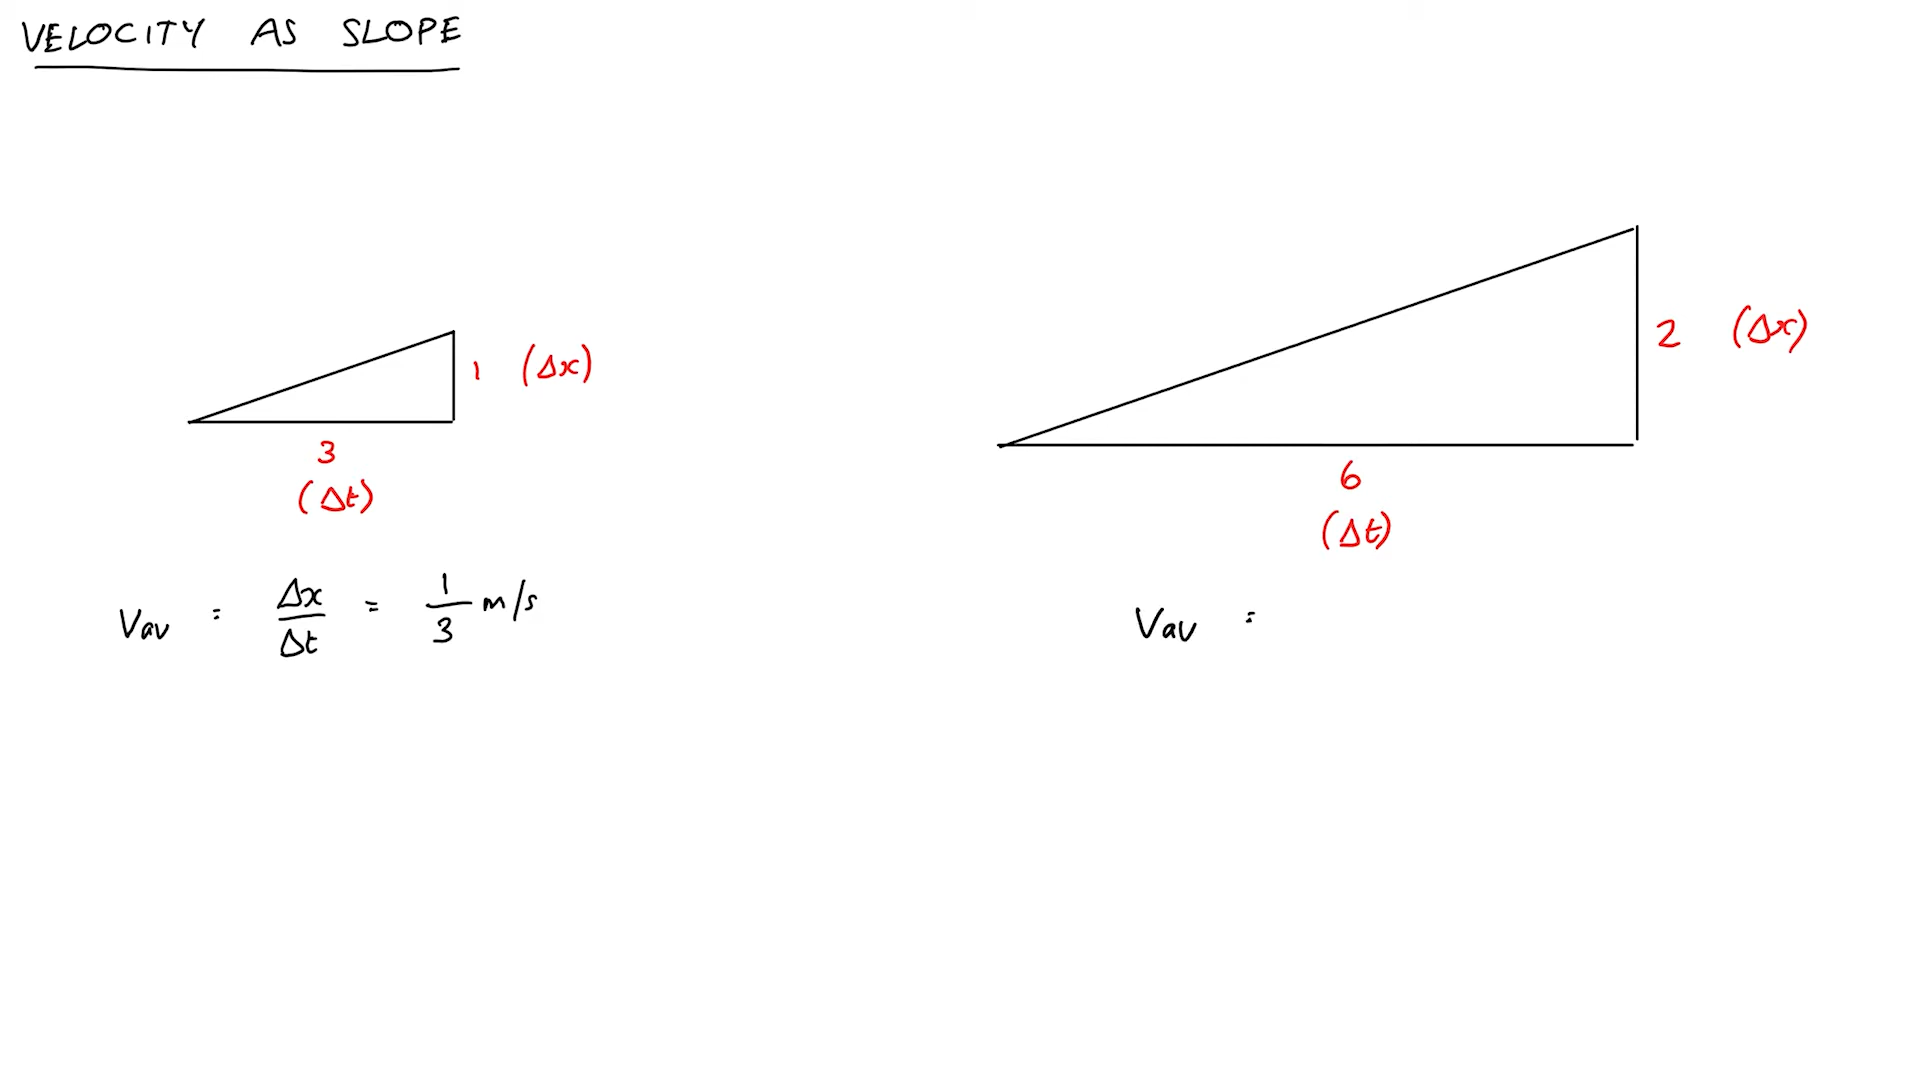 VELOCITY AS SLOPE
1 (Δx)
3
(Δt)
2 (Δx)
6
(Δt)
Vav = Δx/Δt = 1/3 m/s
Vav =